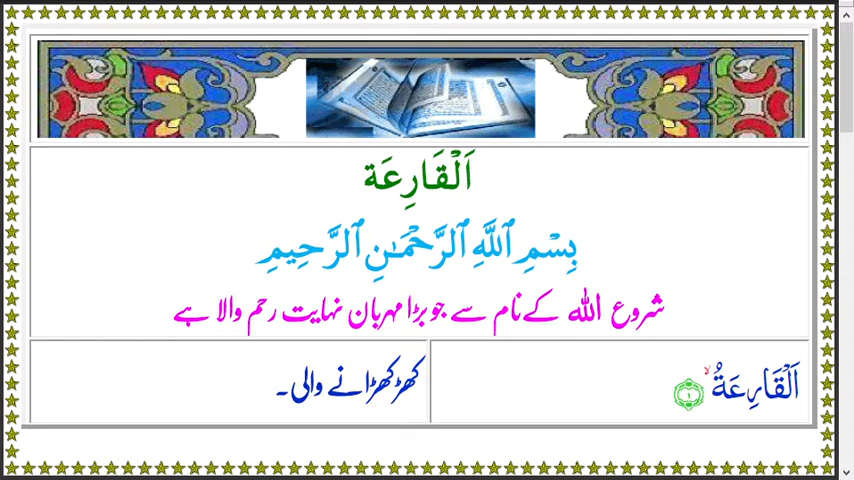 اَلْقَارِعَة
بِسْمِ ٱللَّهِ ٱلرَّحْمَـٰنِ ٱلرَّحِيمِ
شروع اللہ کے نام سے جو بڑا مہربان نہایت رحم والا ہے
اَلْقَارِعَةُ ۙ ﴿۱﴾
کھڑکھڑانے والی۔